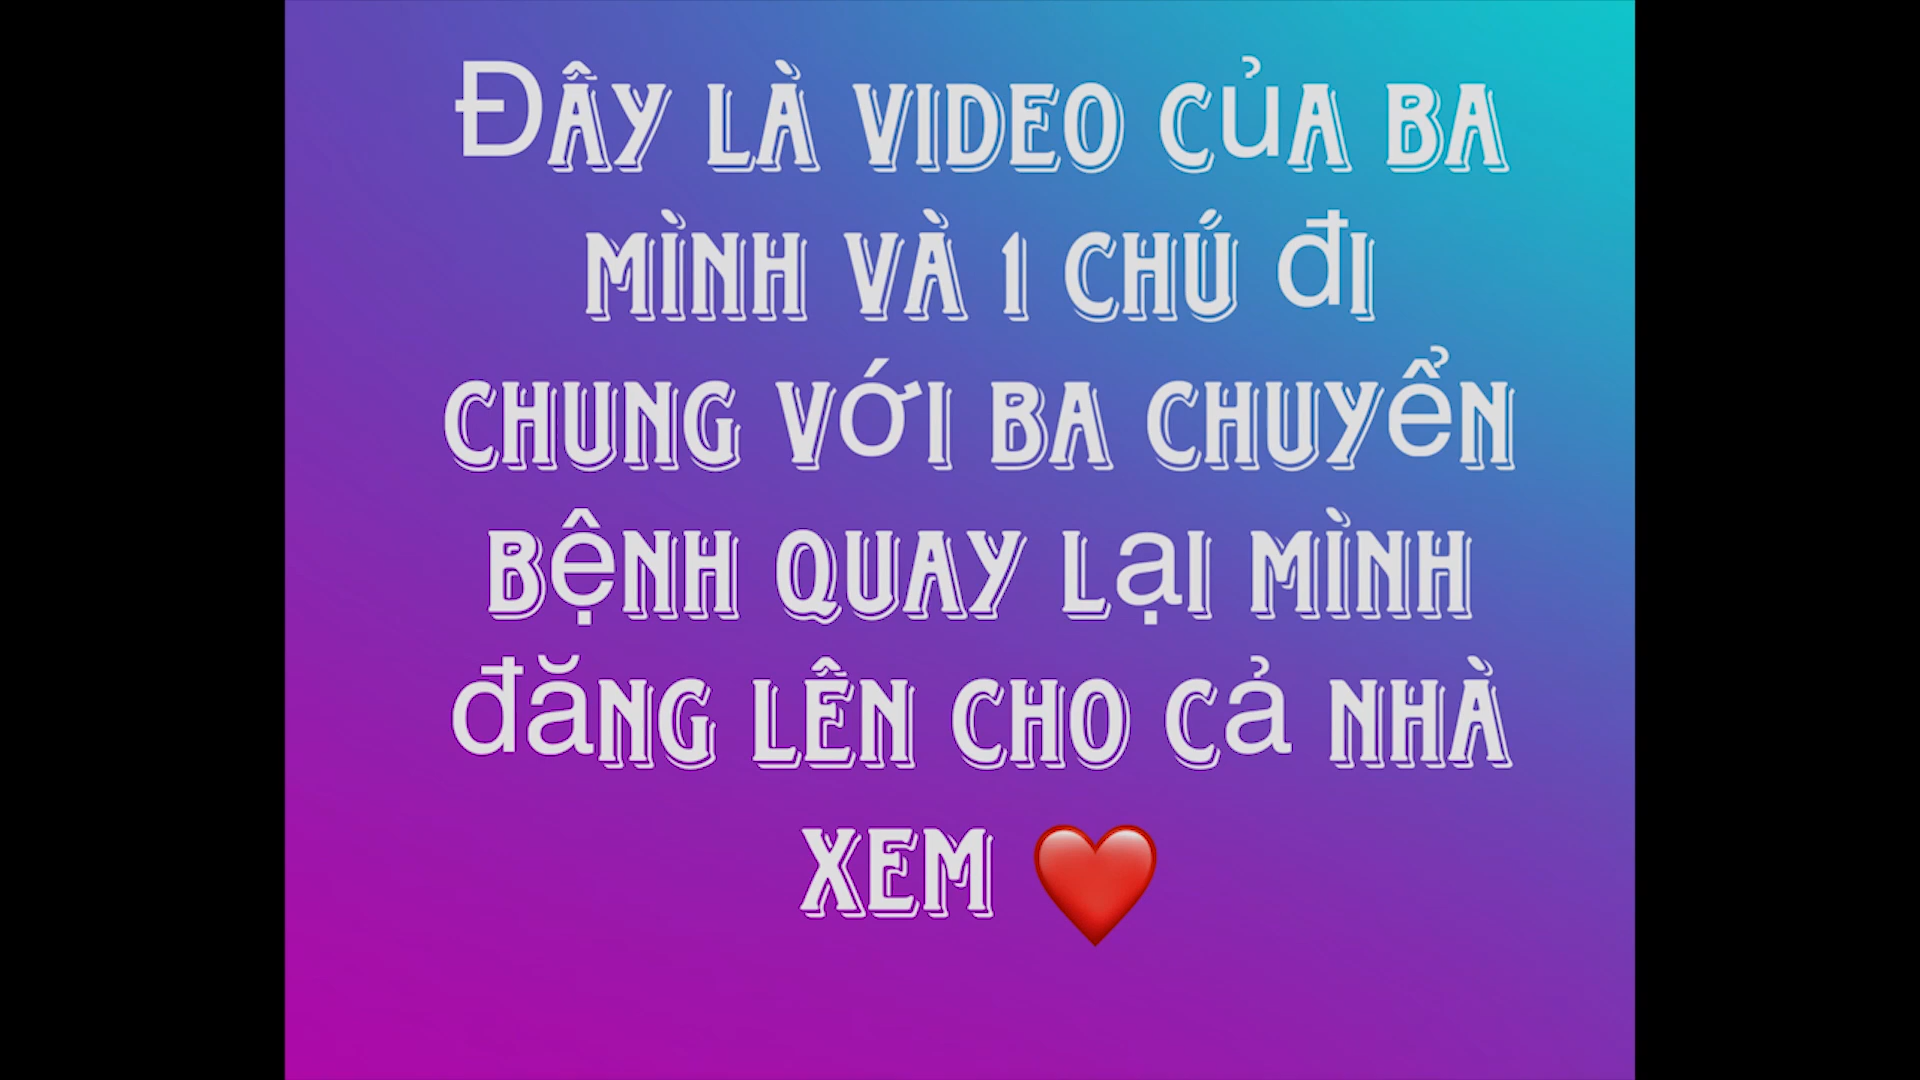 Đây là video của ba
mình và 1 chú đi
chung với ba chuyển
bệnh quay lại mình
đăng lên cho cả nhà
xem ❤️